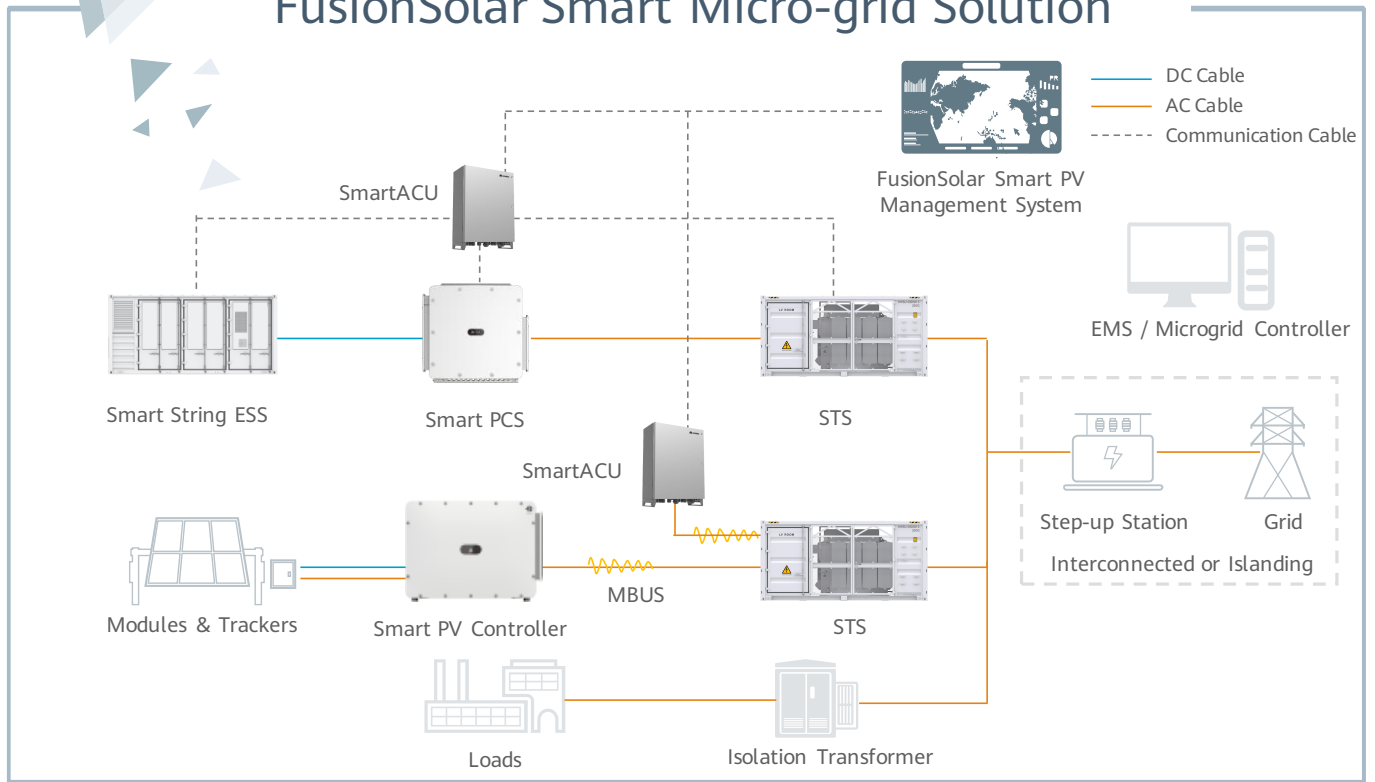 FusionSolar Smart Micro-grid Solution
DC Cable
AC Cable
Communication Cable
FusionSolar Smart PV
Management System
SmartACU
EMS / Microgrid Controller
Smart String ESS
Smart PCS
STS
SmartACU
Step-up Station
Grid
Interconnected or Islanding
MBUS
Modules & Trackers
Smart PV Controller
STS
Loads
Isolation Transformer